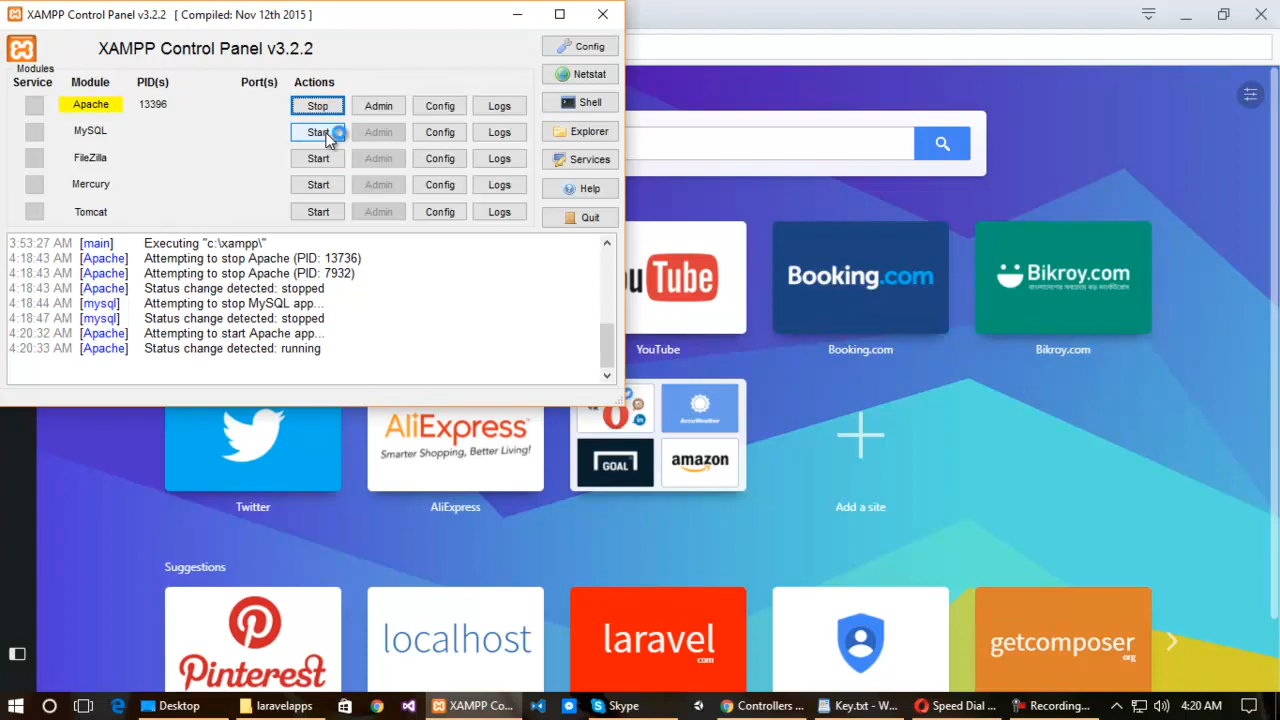 XAMPP Control Panel v3.2.2 [ Compiled: Nov 12th 2015 ]
XAMPP Control Panel v3.2.2
Config
Modules
Service Module PID(s) Port(s) Actions
Netstat
Apache 13396 Stop Admin Config Logs
Shell
MySQL Start Admin Config Logs
Explorer
FileZilla Start Admin Config Logs
Services
Mercury Start Admin Config Logs
Help
Tomcat Start Admin Config Logs
Quit
3:53:27 AM [main] Executing "c:\xampp\"
4:18:43 AM [Apache] Attempting to stop Apache (PID: 13736)
4:18:43 AM [Apache] Attempting to stop Apache (PID: 7932)
4:18:43 AM [Apache] Status change detected: stopped
4:18:44 AM [mysql] Attempting to stop MySQL app...
4:18:47 AM [mysql] Status change detected: stopped
4:20:32 AM [Apache] Attempting to start Apache app...
4:20:33 AM [Apache] Status change detected: running
Tube
Booking.com
Bikroy.com
YouTube
Booking.com
Bikroy.com
AliExpress
Smarter Shopping, Better Living!
AccuWeather
GOAL
amazon
Twitter
AliExpress
Add a site
Suggestions
Pinterest
localhost
laravel
com
getcomposer
org
Desktop
laravelapps
XAMPP Co...
Skype
Controllers ...
Key.txt - W...
Speed Dial ...
Recording...
4:20 AM